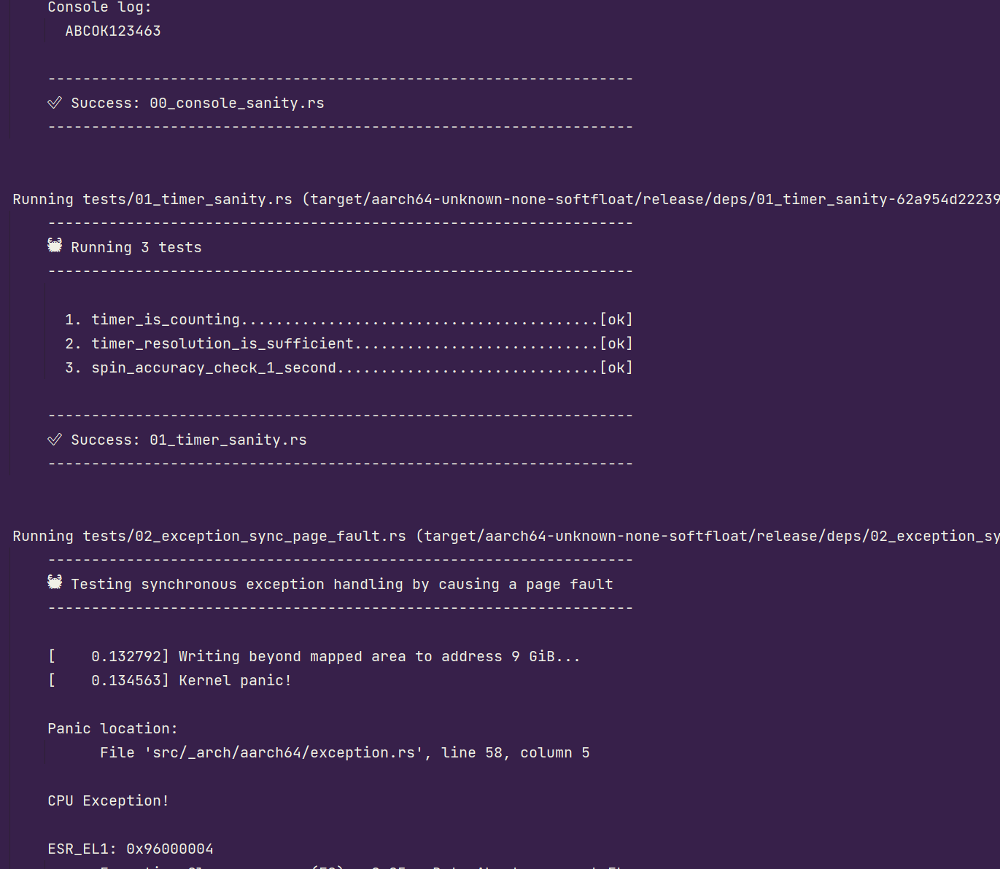 Console log:
ABCOK123463
-------------------------------------------------------------------
✅ Success: 00_console_sanity.rs
-------------------------------------------------------------------
Running tests/01_timer_sanity.rs (target/aarch64-unknown-none-softfloat/release/deps/01_timer_sanity-62a954d22239
-------------------------------------------------------------------
🦀 Running 3 tests
-------------------------------------------------------------------
1. timer_is_counting.........................................[ok]
2. timer_resolution_is_sufficient............................[ok]
3. spin_accuracy_check_1_second..............................[ok]
-------------------------------------------------------------------
✅ Success: 01_timer_sanity.rs
-------------------------------------------------------------------
Running tests/02_exception_sync_page_fault.rs (target/aarch64-unknown-none-softfloat/release/deps/02_exception_sy
-------------------------------------------------------------------
🦀 Testing synchronous exception handling by causing a page fault
-------------------------------------------------------------------
[    0.132792] Writing beyond mapped area to address 9 GiB...
[    0.134563] Kernel panic!
Panic location:
File 'src/_arch/aarch64/exception.rs', line 58, column 5
CPU Exception!
ESR_EL1: 0x96000004